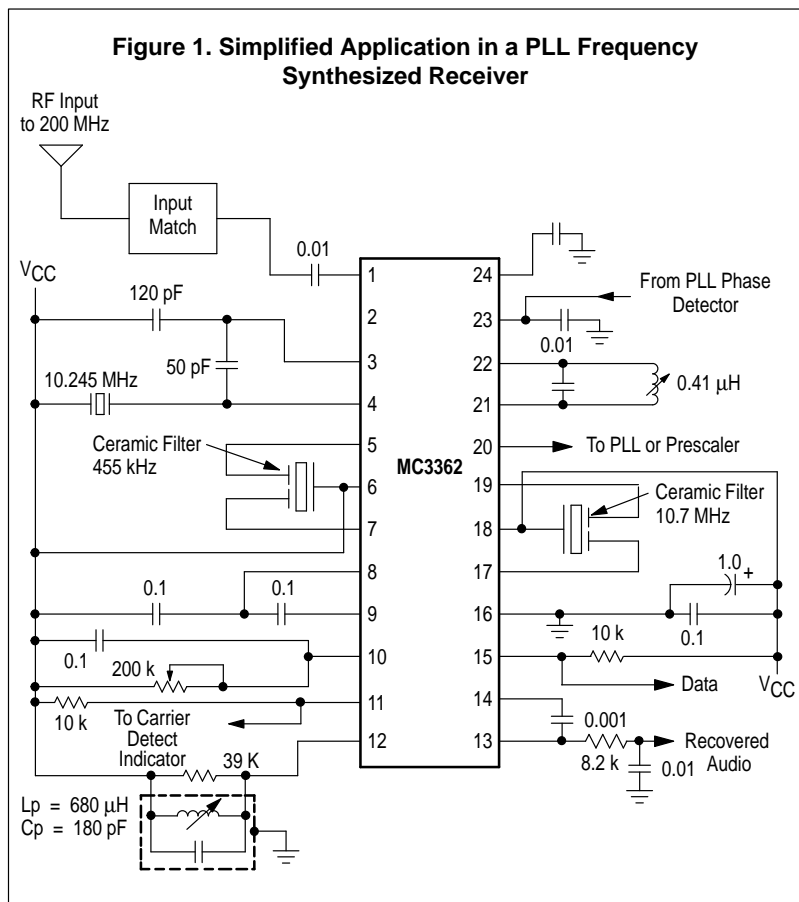 Figure 1. Simplified Application in a PLL Frequency
Synthesized Receiver
RF Input
to 200 MHz
Input
Match
0.01
VCC
120 pF
50 pF
10.245 MHz
Ceramic Filter
455 kHz
0.1
0.1
0.1
200 k
10 k
To Carrier
Detect
Indicator
39 K
Lp = 680 µH
Cp = 180 pF
1
2
3
4
5
6
7
8
9
10
11
12
MC3362
24
23
22
21
20
19
18
17
16
15
14
13
From PLL Phase
Detector
0.01
0.41 µH
To PLL or Prescaler
Ceramic Filter
10.7 MHz
1.0
+
0.1
10 k
Data
VCC
0.001
8.2 k
0.01
Recovered
Audio